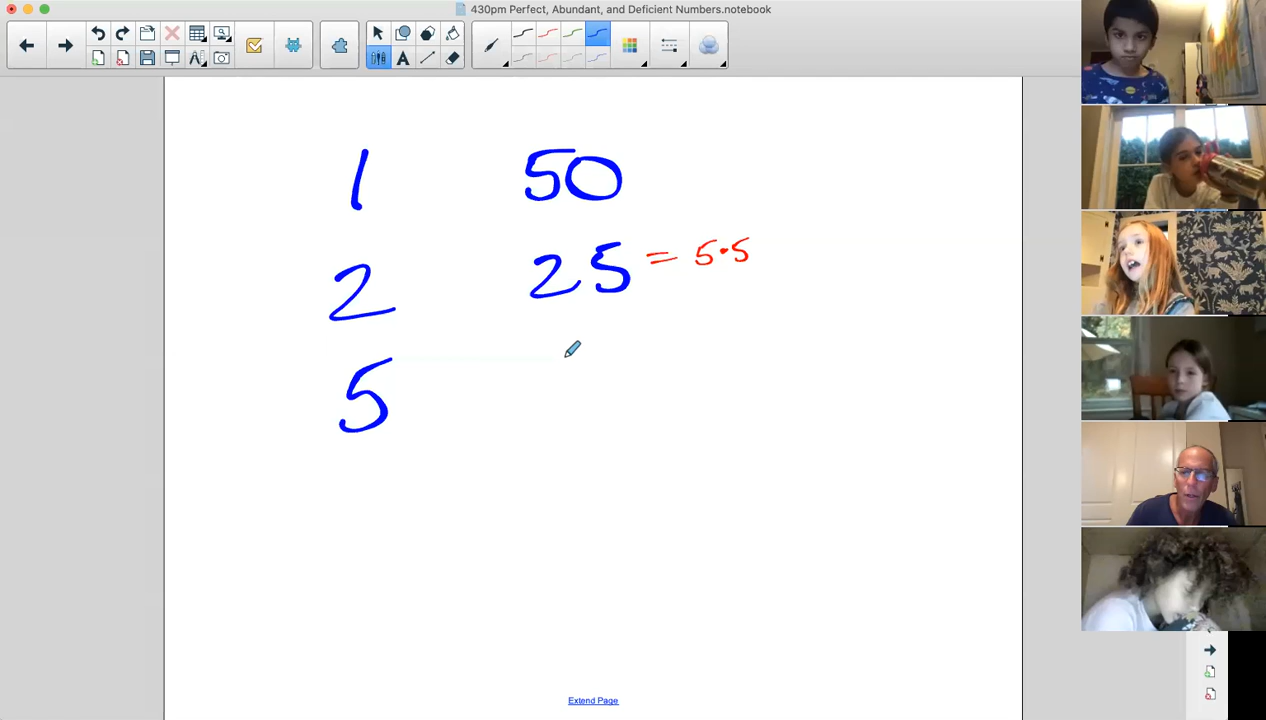 430pm Perfect, Abundant, and Deficient Numbers.notebook
1 50
2 25 = 5·5
5
Extend Page